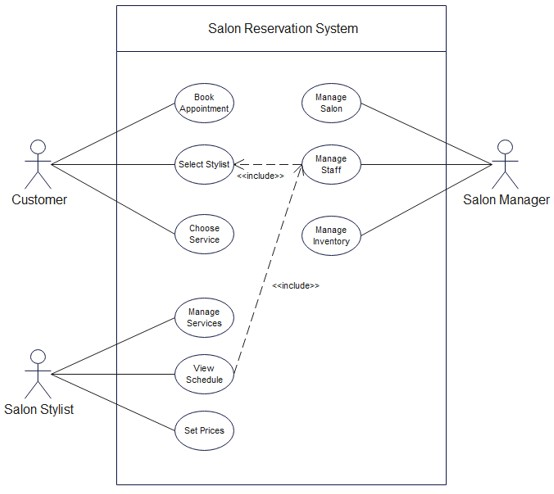 Salon Reservation System
Book
Appointment
Manage
Salon
Select Stylist
<<include>>
Manage
Staff
Customer
Salon Manager
Choose
Service
Manage
Inventory
<<include>>
Manage
Services
View
Schedule
Salon Stylist
Set Prices